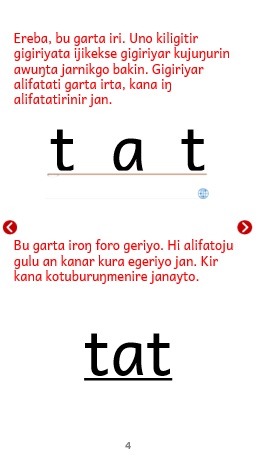 Ereba, bu garta iri. Uno kiligitir
gigiriyata ijikekse gigiriyar kujuŋurin
awuŋta jarnikgo bakin. Gigiriyar
alifatati garta irta, kana iŋ
alifatatirinir jan.
t a t
Bu garta iroŋ foro geriyo. Hi alifatoju
gulu an kanar kura egeriyo jan. Kir
kana kotuburuŋmenire janayto.
tat
4